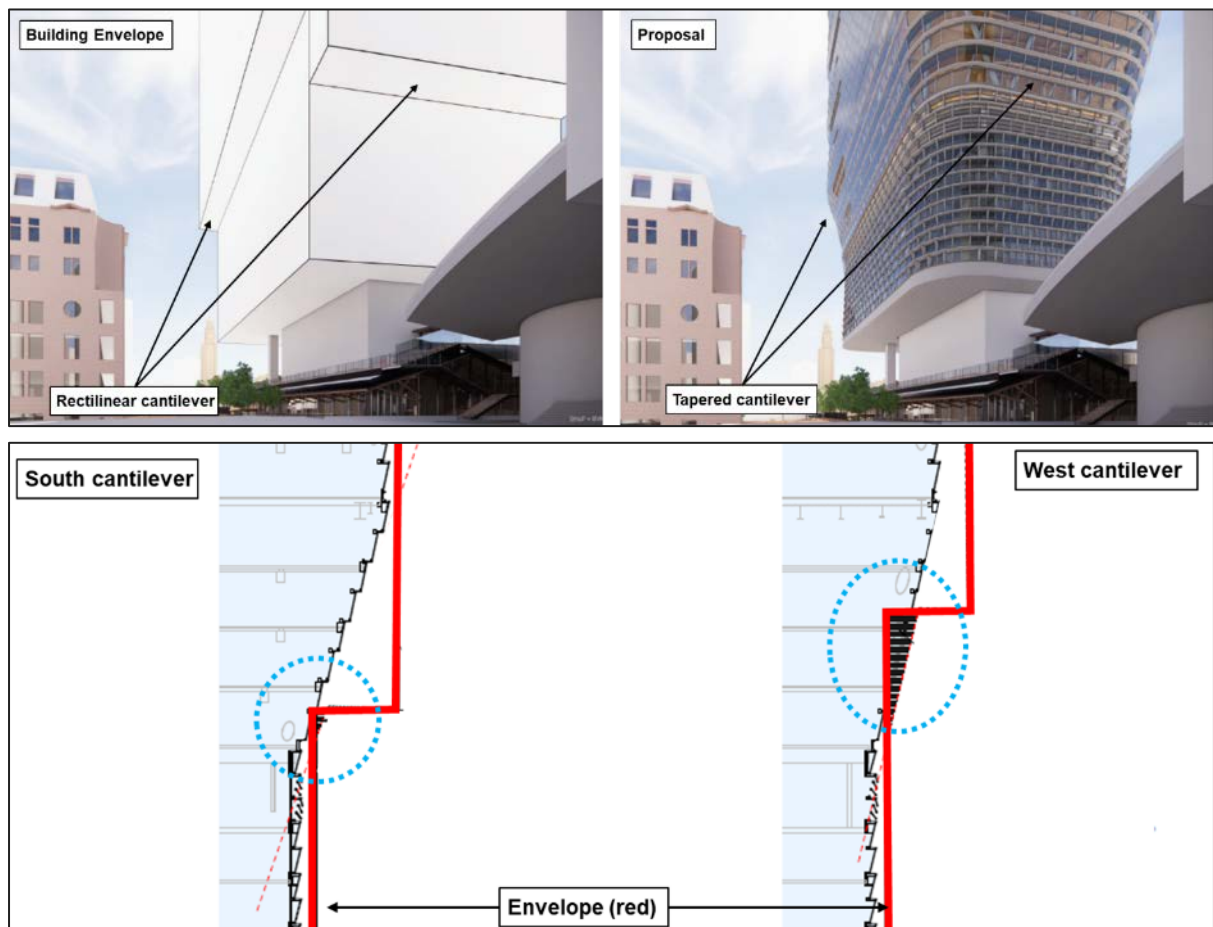 Building Envelope
Proposal
Rectilinear cantilever
Tapered cantilever
South cantilever
West cantilever
Envelope (red)